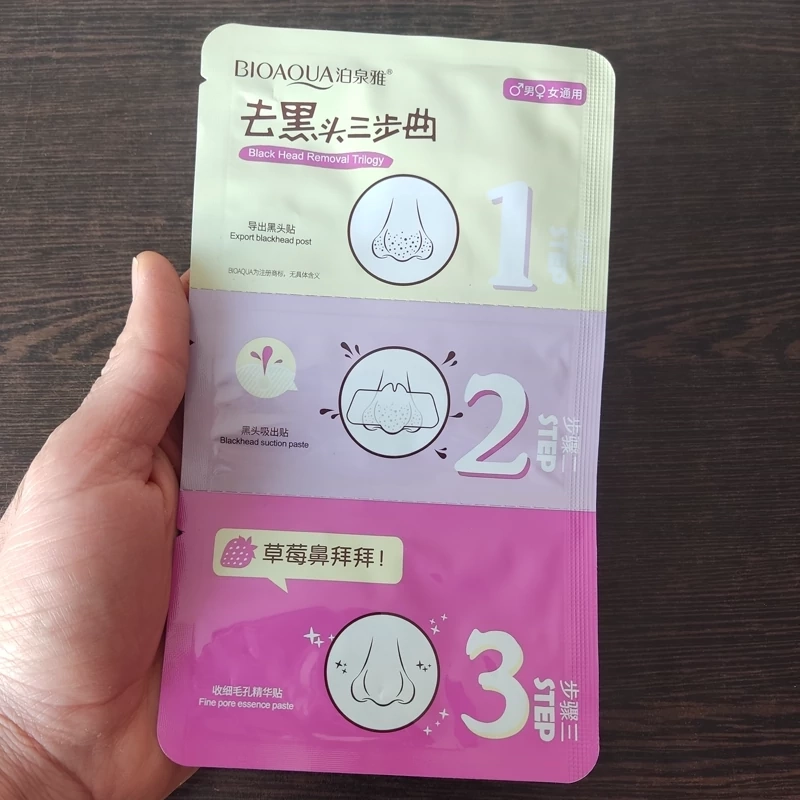 BIOAQUA泊泉雅®
♂男♀女通用
去黑头三步曲
Black Head Removal Trilogy
导出黑头贴
Export blackhead post
BIOAQUA为注册商标，无具体含义
1
STEP
黑头吸出贴
Blackhead suction paste
2
步骤二
STEP
草莓鼻拜拜!
收细毛孔精华贴
Fine pore essence paste
3
步骤三
STEP